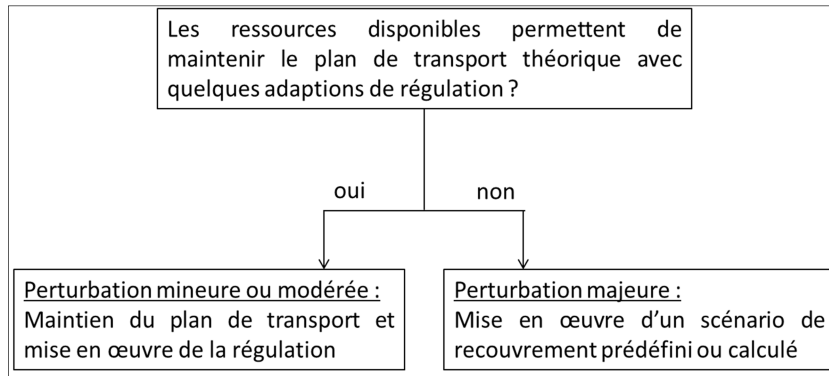 Les ressources disponibles permettent de
maintenir le plan de transport théorique avec
quelques adaptions de régulation ?
oui
non
Perturbation mineure ou modérée :
Maintien du plan de transport et
mise en œuvre de la régulation
Perturbation majeure :
Mise en œuvre d'un scénario de
recouvrement prédéfini ou calculé